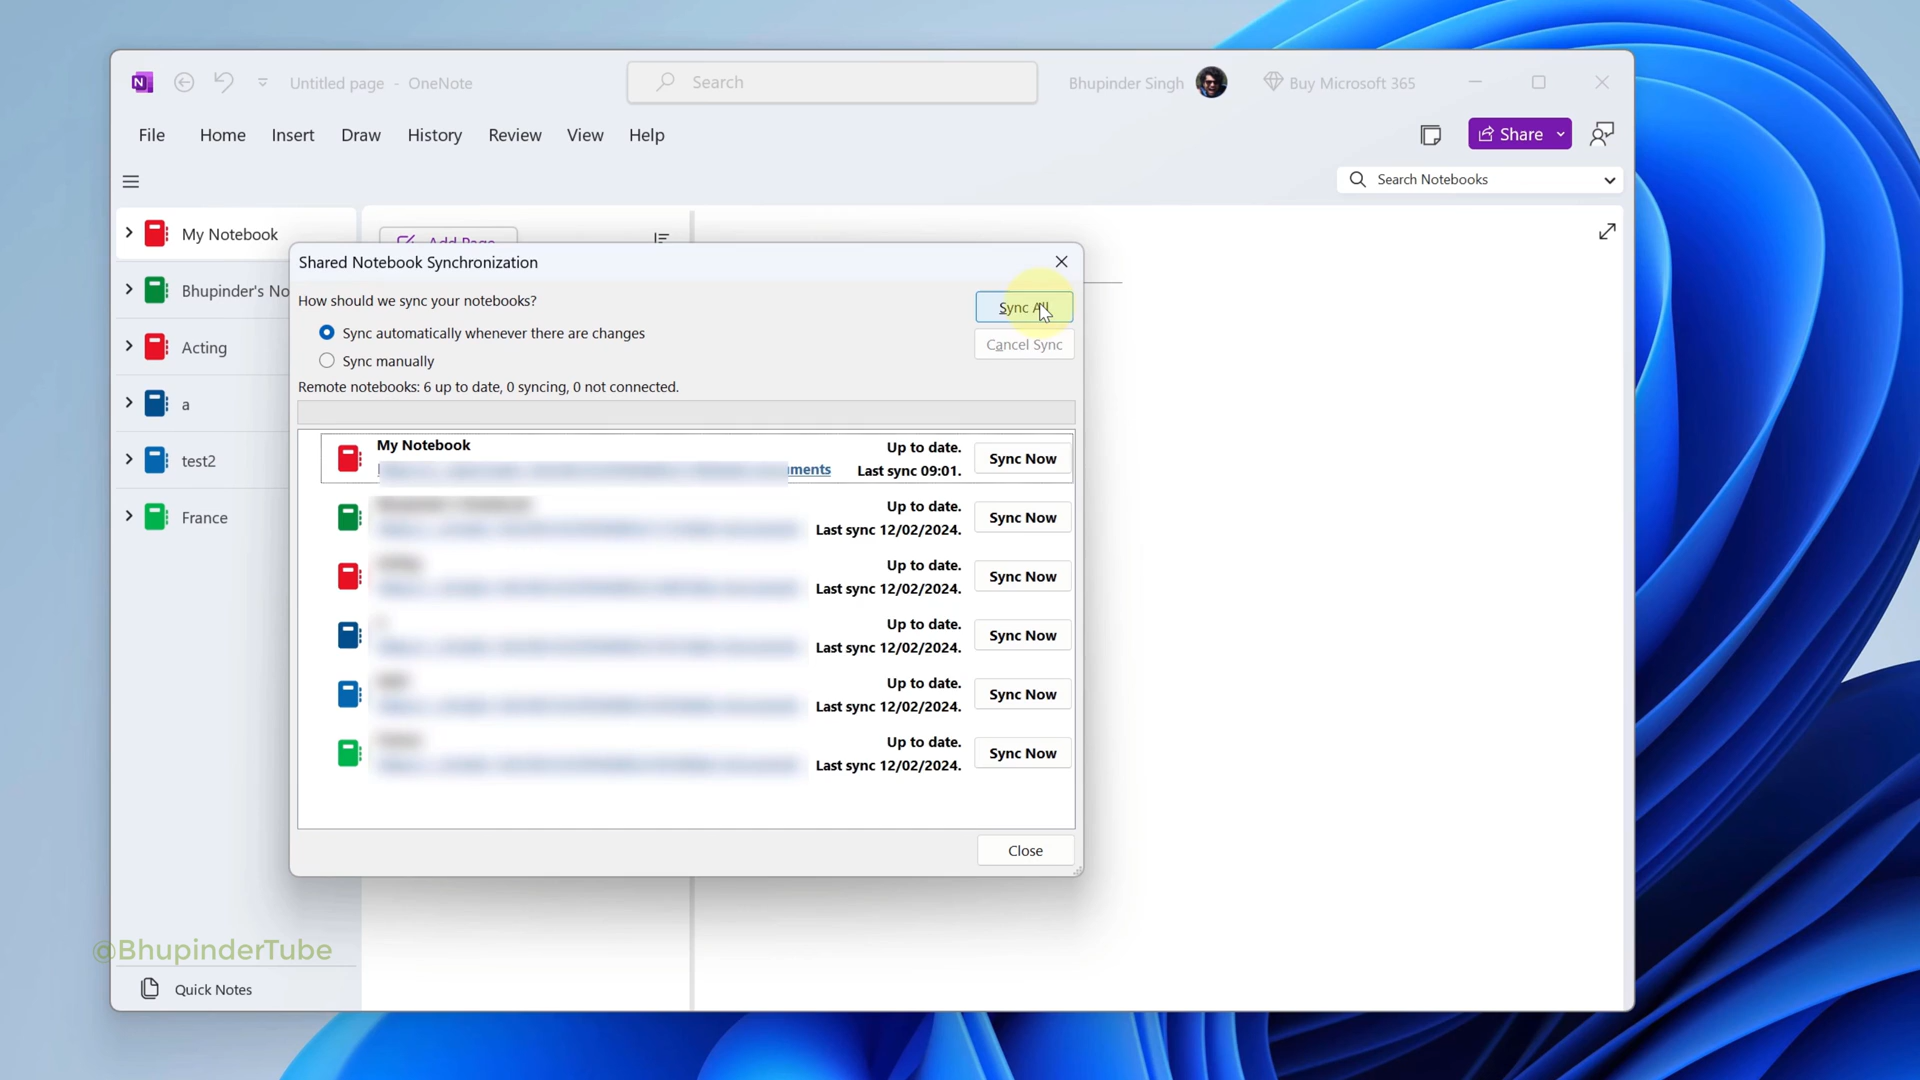 Untitled page - OneNote
Search
Bhupinder Singh
Buy Microsoft 365
File Home Insert Draw History Review View Help
Share
Search Notebooks
My Notebook
Add Page
Bhupinder's No
Acting
a
test2
France
Shared Notebook Synchronization
How should we sync your notebooks?
Sync All
Sync automatically whenever there are changes
Cancel Sync
Sync manually
Remote notebooks: 6 up to date, 0 syncing, 0 not connected.
My Notebook
Up to date.
Sync Now
uments
Last sync 09:01.
Up to date.
Sync Now
Last sync 12/02/2024.
Up to date.
Sync Now
Last sync 12/02/2024.
Up to date.
Sync Now
Last sync 12/02/2024.
Up to date.
Sync Now
Last sync 12/02/2024.
Up to date.
Sync Now
Last sync 12/02/2024.
Close
@BhupinderTube
Quick Notes